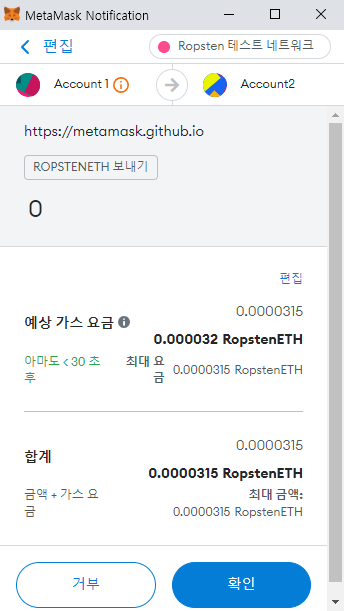 MetaMask Notification
편집
Ropsten 테스트 네트워크
Account 1
Account2
https://metamask.github.io
ROPSTENETH 보내기
0
편집
0.0000315
예상 가스 요금
0.000032 RopstenETH
아마도 < 30 초
후
최대 요
금
0.0000315 RopstenETH
0.0000315
합계
0.0000315 RopstenETH
금액 + 가스 요
금
최대 금액:
0.0000315 RopstenETH
거부
확인